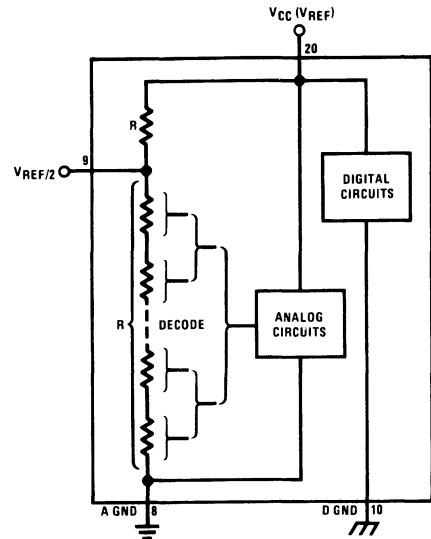 VCC (VREF)
20
R
9
VREF/2
DIGITAL
CIRCUITS
R
DECODE
ANALOG
CIRCUITS
A GND
8
D GND
10